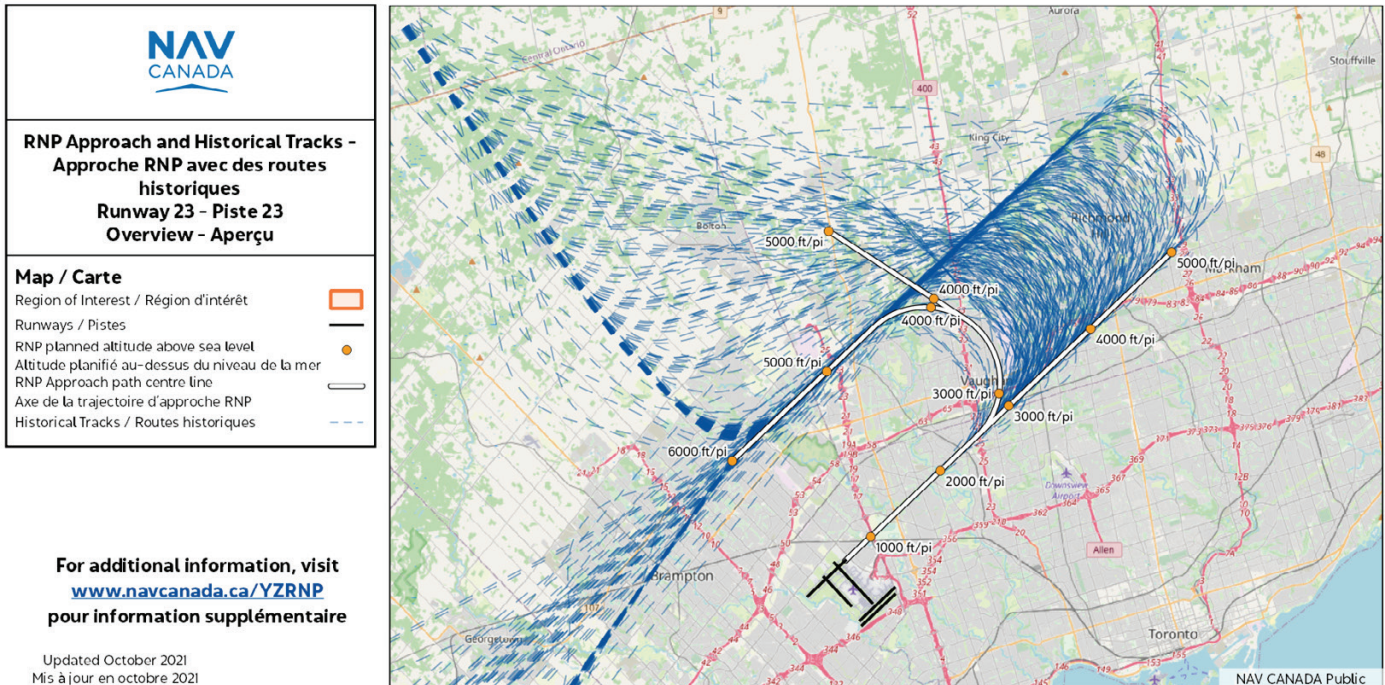 NAV
CANADA
RNP Approach and Historical Tracks -
Approche RNP avec des routes
historiques
Runway 23 - Piste 23
Overview - Aperçu
Map / Carte
Region of Interest / Région d'intérêt
Runways / Pistes
RNP planned altitude above sea level
Altitude planifié au-dessus du niveau de la mer
RNP Approach path centre line
Axe de la trajectoire d'approche RNP
Historical Tracks / Routes historiques
For additional information, visit
www.navcanada.ca/YZRNP
pour information supplémentaire
Updated October 2021
Mis à jour en octobre 2021
Aurora
Central Ontario
Stouffville
400
King City
48
Bolton
Richmond
5000 ft/pi
5000 ft/pi
Markham
4000 ft/pi
4000 ft/pi
4000 ft/pi
5000 ft/pi
Vaughan
3000 ft/pi
3000 ft/pi
6000 ft/pi
2000 ft/pi
Downsview
Airport
1000 ft/pi
Allen
Brampton
107
Georgetown
Toronto
NAV CANADA Public